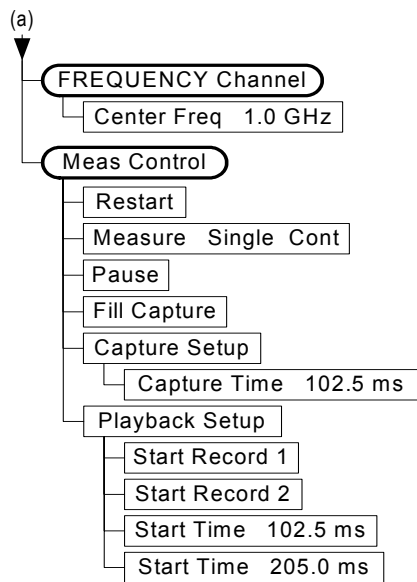 (a)
FREQUENCY Channel
Center Freq 1.0 GHz
Meas Control
Restart
Measure Single Cont
Pause
Fill Capture
Capture Setup
Capture Time 102.5 ms
Playback Setup
Start Record 1
Start Record 2
Start Time 102.5 ms
Start Time 205.0 ms